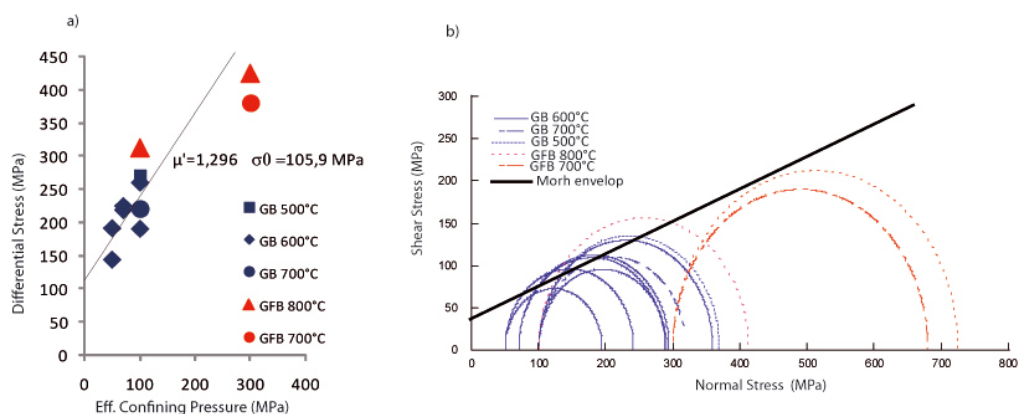 a)
Differential Stress (MPa)
450
400
350
300
250
200
150
100
50
0
μ'=1,296 σ0 =105,9 MPa
GB 500°C
GB 600°C
GB 700°C
GFB 800°C
GFB 700°C
0 100 200 300 400
Eff. Confining Pressure (MPa)
b)
Shear Stress (MPa)
300
250
200
150
100
50
0
GB 600°C
GB 700°C
GB 500°C
GFB 800°C
GFB 700°C
Morh envelop
0 100 200 300 400 500 600 700 800
Normal Stress (MPa)